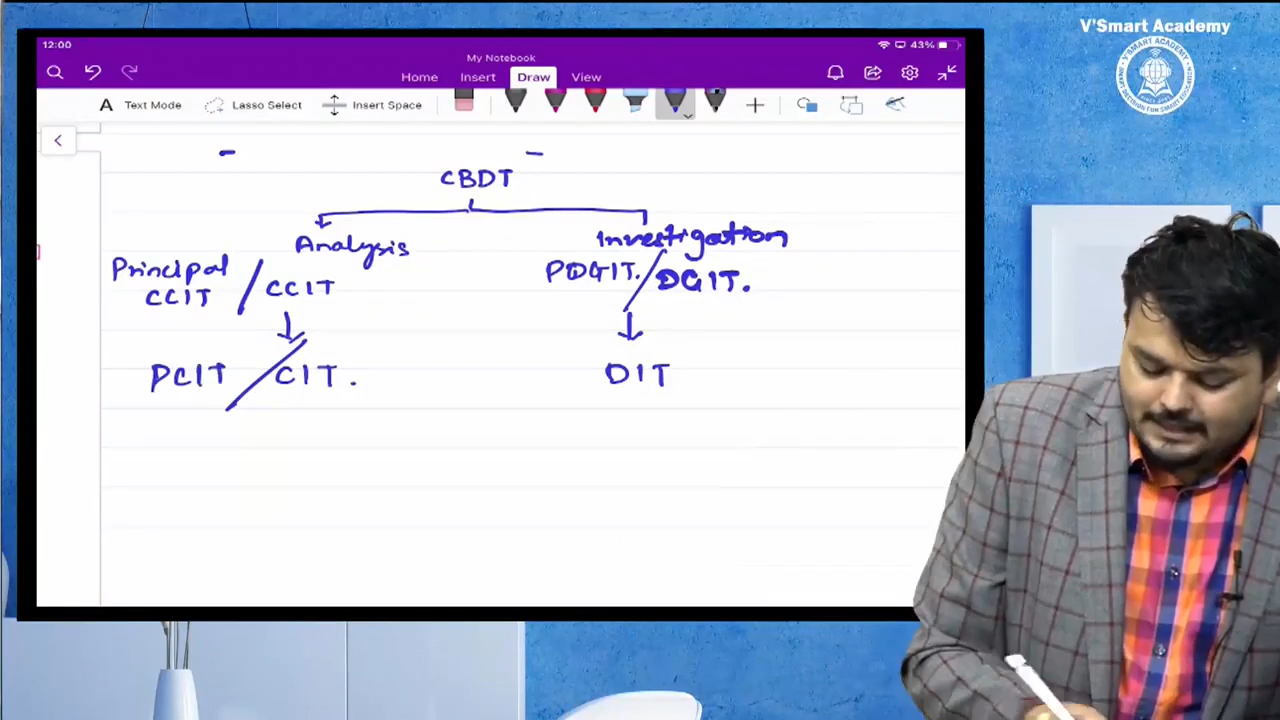 V'Smart Academy
12:00
43%
My Notebook
Home Insert Draw View
A Text Mode Lasso Select Insert Space
CBDT
Analysis Investigation
Principal CCIT / CCIT
PDGIT. / DGIT.
PCIT / CIT.
DIT